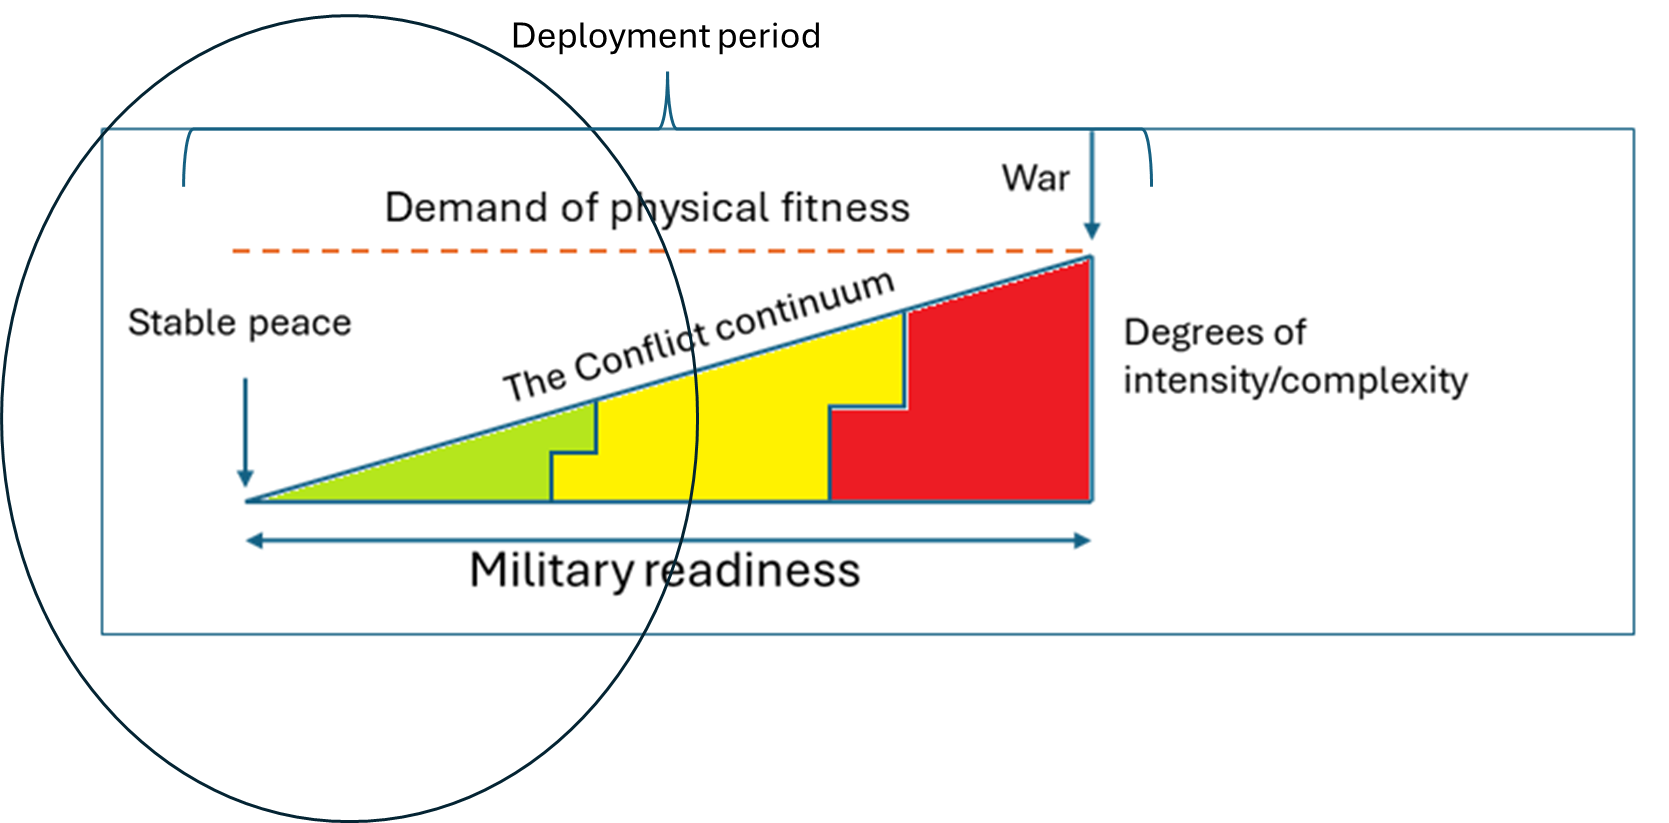 Deployment period
War
Demand of physical fitness
Stable peace
The Conflict continuum
Degrees of
intensity/complexity
Military readiness